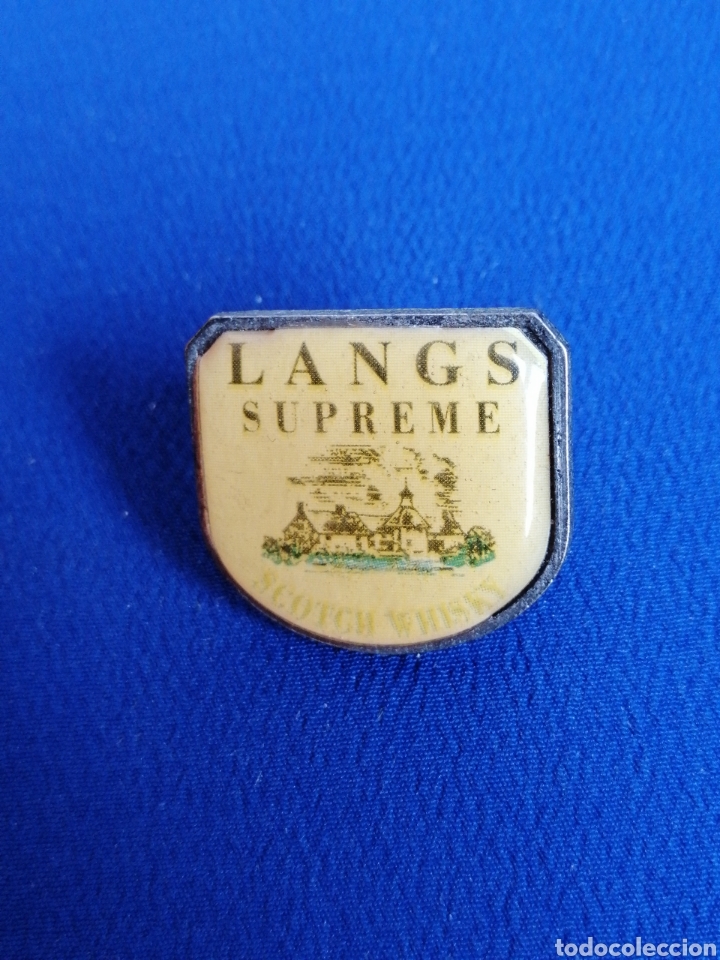 LANGS
SUPREME
SCOTCH WHISKY
todocoleccion